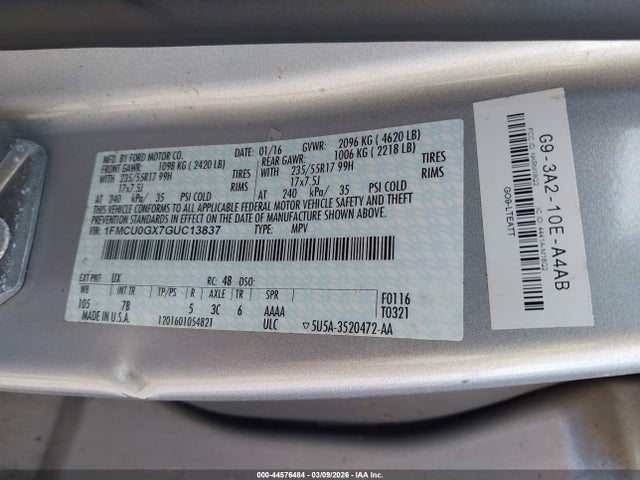 MFD. BY FORD MOTOR CO. DATE: 01/16 GVWR: 2096 KG ( 4620 LB)
FRONT GAWR: 1098 KG ( 2420 LB) REAR GAWR: 1006 KG ( 2218 LB)
WITH 235/55R17 99H TIRES WITH 235/55R17 99H TIRES
17x7.5J RIMS 17x7.5J RIMS
AT 240 kPa/ 35 PSI COLD AT 240 kPa/ 35 PSI COLD
THIS VEHICLE CONFORMS TO ALL APPLICABLE FEDERAL MOTOR VEHICLE SAFETY AND THEFT PREVENTION STANDARDS IN EFFECT ON THE DATE OF MANUFACTURE SHOWN ABOVE.
VIN: 1FMCU0GX7GUC13837 TYPE: MPV
EXT PNT: UX RC: 48 DSO: F0116
WB INT TR TP/PS R AXLE TR SPR T0321
105 7B 5 3C 6 AAAA
MADE IN U.S.A. 1201601054821 ULC 5U5A-3520472-AA
G9-3A2-10E-A4AB
GO9-LTEATT
000-44576484 - 03/09/2026 - IAAI